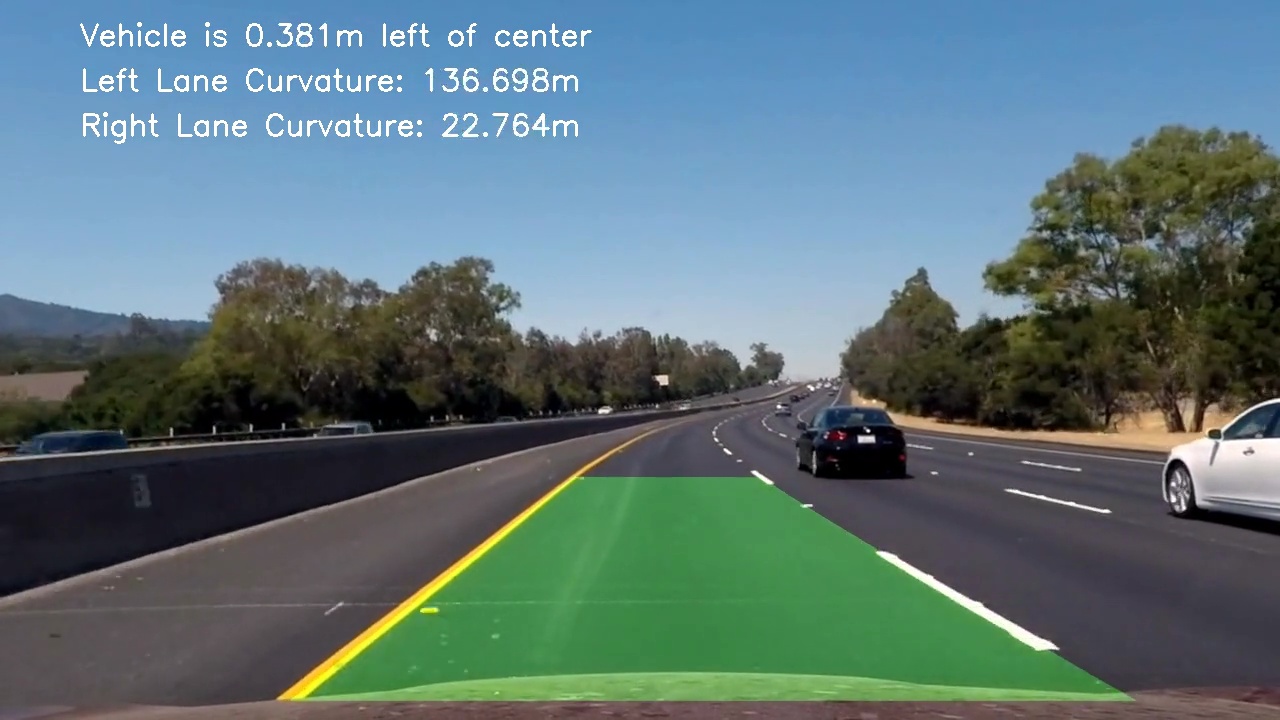 Vehicle is 0.381m left of center
Left Lane Curvature: 136.698m
Right Lane Curvature: 22.764m